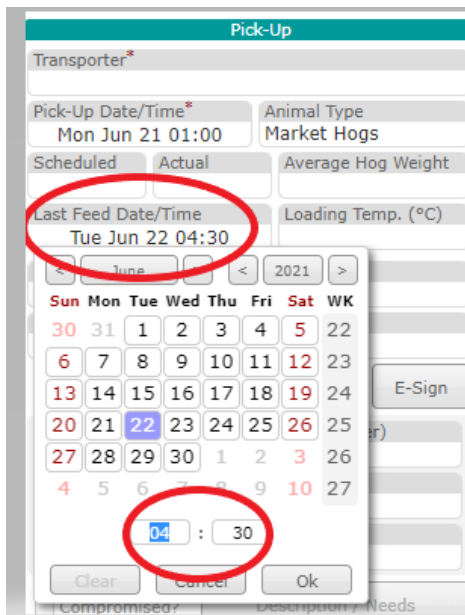 Pick-Up
Transporter*
Pick-Up Date/Time* Animal Type
Mon Jun 21 01:00 Market Hogs
Scheduled Actual Average Hog Weight
Last Feed Date/Time Loading Temp. (°C)
Tue Jun 22 04:30
< June < 2021 >
Sun Mon Tue Wed Thu Fri Sat WK
30 31 1 2 3 4 5 22
6 7 8 9 10 11 12 23
13 14 15 16 17 18 19 24
E-Sign
20 21 22 23 24 25 26 25
er)
27 28 29 30 1 2 3 26
4 5 6 7 8 9 10 27
04 : 30
Clear Cancel Ok
Compromised? Description / Needs